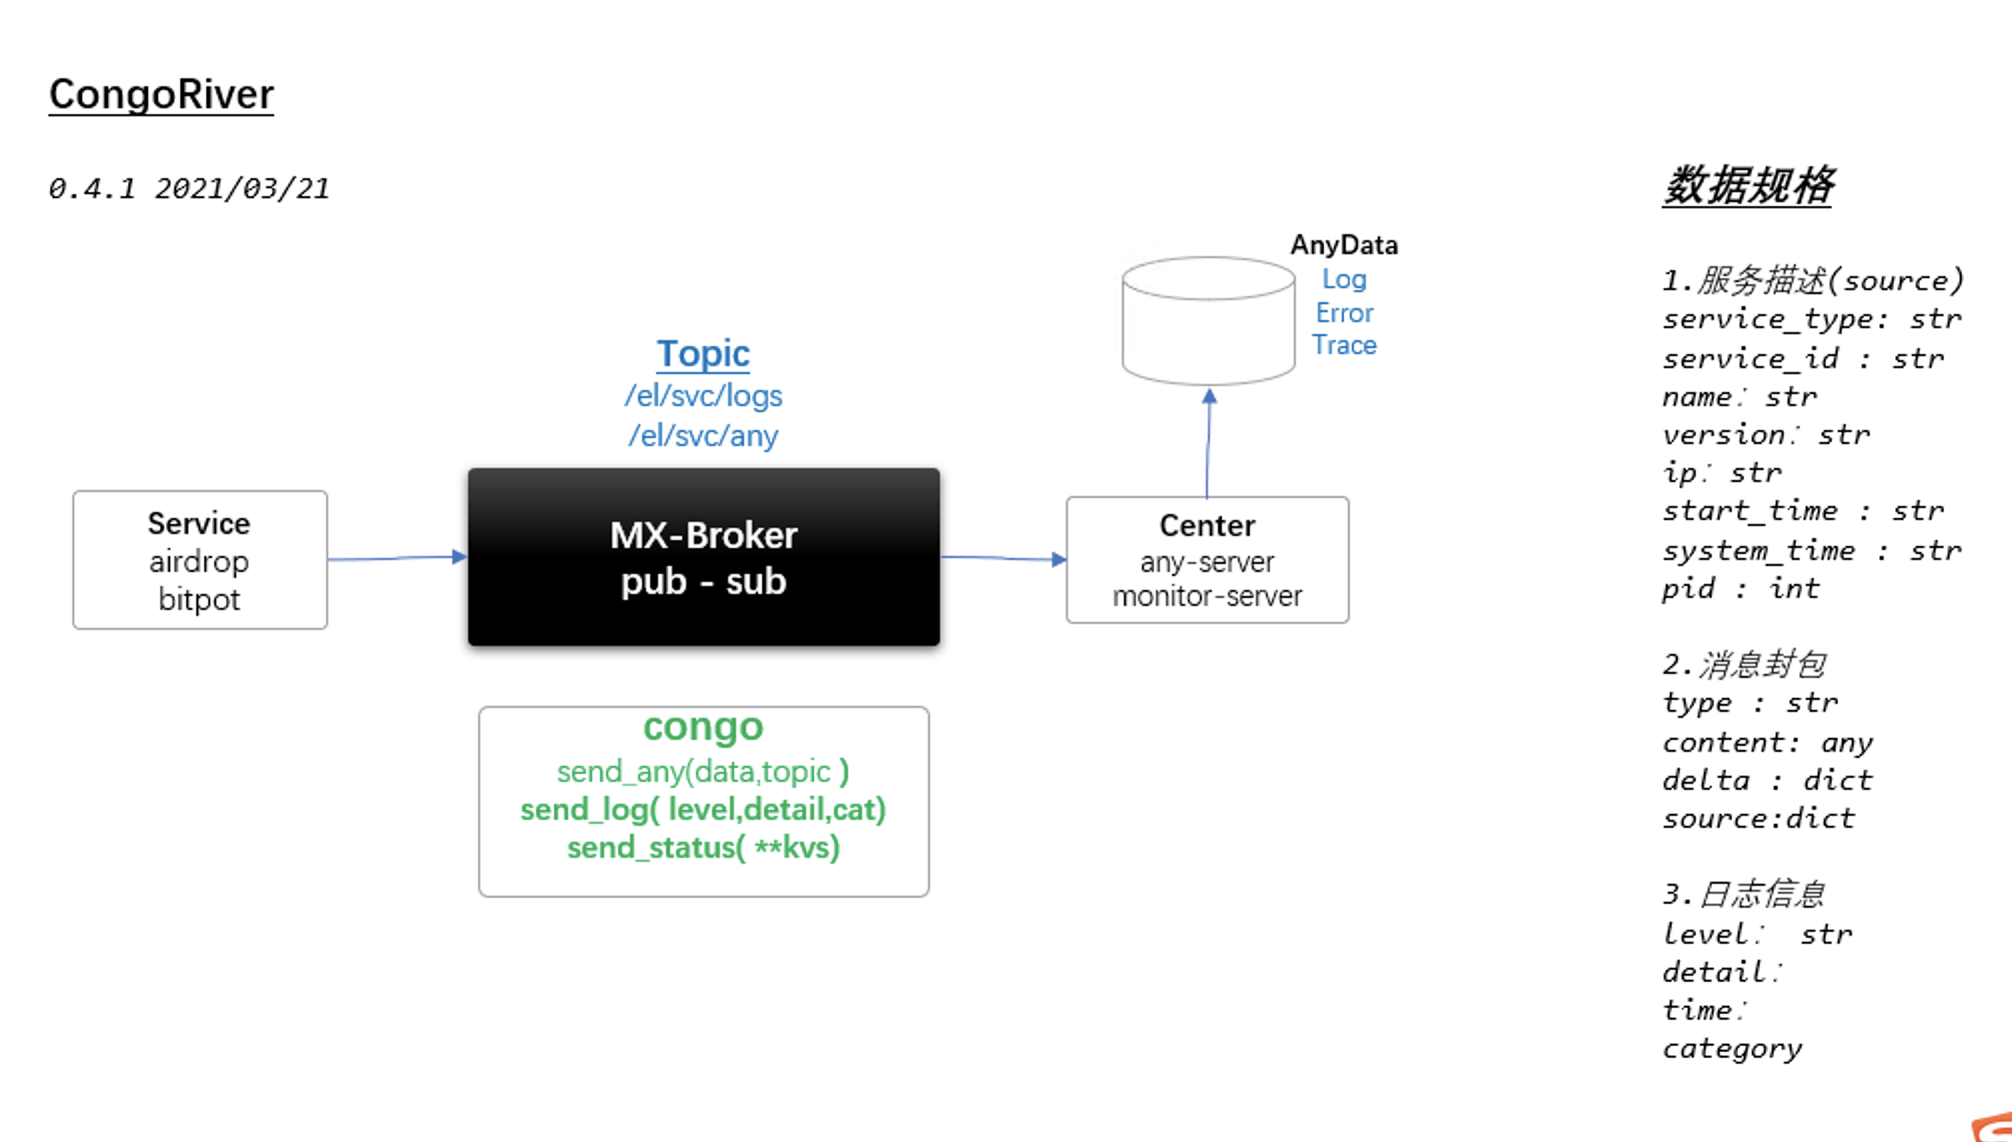 CongoRiver
0.4.1 2021/03/21
Topic
/el/svc/logs
/el/svc/any
Service
airdrop
bitpot
MX-Broker
pub - sub
congo
send_any(data,topic )
send_log( level,detail,cat)
send_status( **kvs)
AnyData
Log
Error
Trace
Center
any-server
monitor-server
数据规格
1.服务描述(source)
service_type: str
service_id : str
name：str
version：str
ip：str
start_time : str
system_time : str
pid : int
2.消息封包
type : str
content: any
delta : dict
source:dict
3.日志信息
level： str
detail：
time：
category